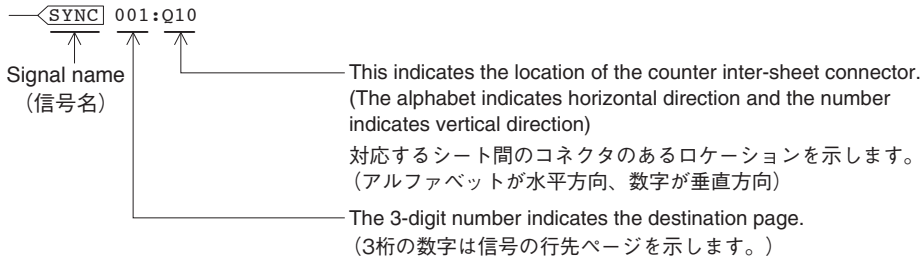 SYNC 001:Q10
Signal name
（信号名）
This indicates the location of the counter inter-sheet connector.
(The alphabet indicates horizontal direction and the number
indicates vertical direction)
対応するシート間のコネクタのあるロケーションを示します。
（アルファベットが水平方向、数字が垂直方向）
The 3-digit number indicates the destination page.
（3桁の数字は信号の行先ページを示します。）